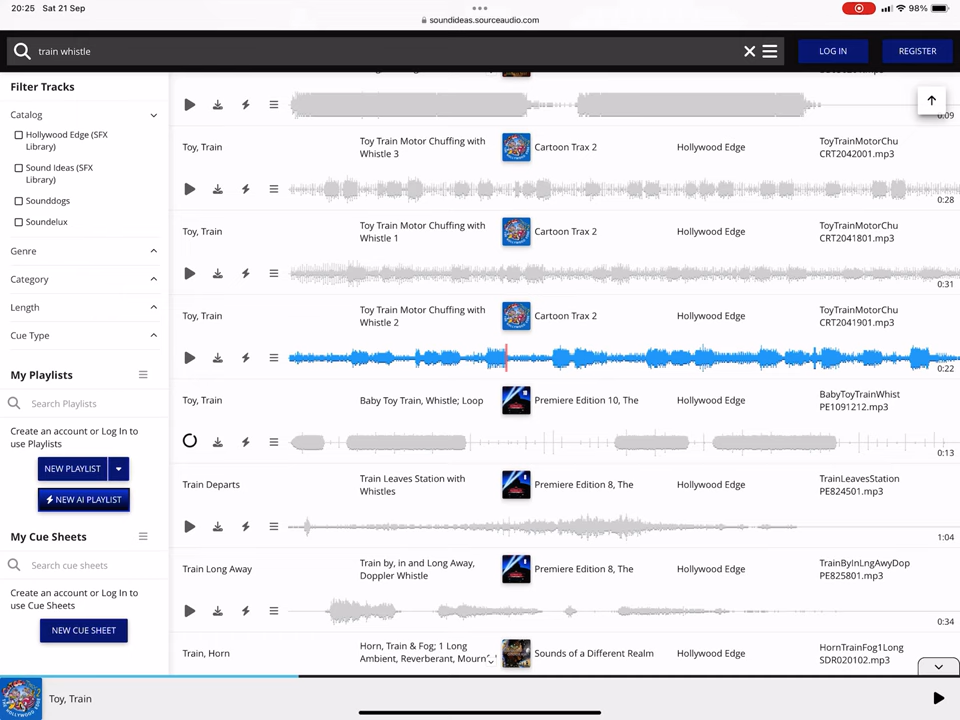 20:25 Sat 21 Sep
98%
soundideas.sourceaudio.com
train whistle
LOG IN
REGISTER
Filter Tracks
Catalog
Hollywood Edge (SFX
Library)
Sound Ideas (SFX
Library)
Sounddogs
Soundelux
Genre
Category
Length
Cue Type
My Playlists
Search Playlists
Create an account or Log In to
use Playlists
NEW PLAYLIST
NEW AI PLAYLIST
My Cue Sheets
Search cue sheets
Create an account or Log In to
use Cue Sheets
NEW CUE SHEET
0:09
Toy, Train
Toy Train Motor Chuffing with
Whistle 3
Cartoon Trax 2
Hollywood Edge
ToyTrainMotorChu
CRT2042001.mp3
0:28
Toy, Train
Toy Train Motor Chuffing with
Whistle 1
Cartoon Trax 2
Hollywood Edge
ToyTrainMotorChu
CRT2041801.mp3
0:31
Toy, Train
Toy Train Motor Chuffing with
Whistle 2
Cartoon Trax 2
Hollywood Edge
ToyTrainMotorChu
CRT2041901.mp3
0:22
Toy, Train
Baby Toy Train, Whistle; Loop
Premiere Edition 10, The
Hollywood Edge
BabyToyTrainWhist
PE1091212.mp3
0:13
Train Departs
Train Leaves Station with
Whistles
Premiere Edition 8, The
Hollywood Edge
TrainLeavesStation
PE824501.mp3
1:04
Train Long Away
Train by, in and Long Away,
Doppler Whistle
Premiere Edition 8, The
Hollywood Edge
TrainByInLngAwyDop
PE825801.mp3
0:34
Train, Horn
Horn, Train & Fog; 1 Long
Ambient, Reverberant, Mourn
Sounds of a Different Realm
Hollywood Edge
HornTrainFog1Long
SDR020102.mp3
Toy, Train